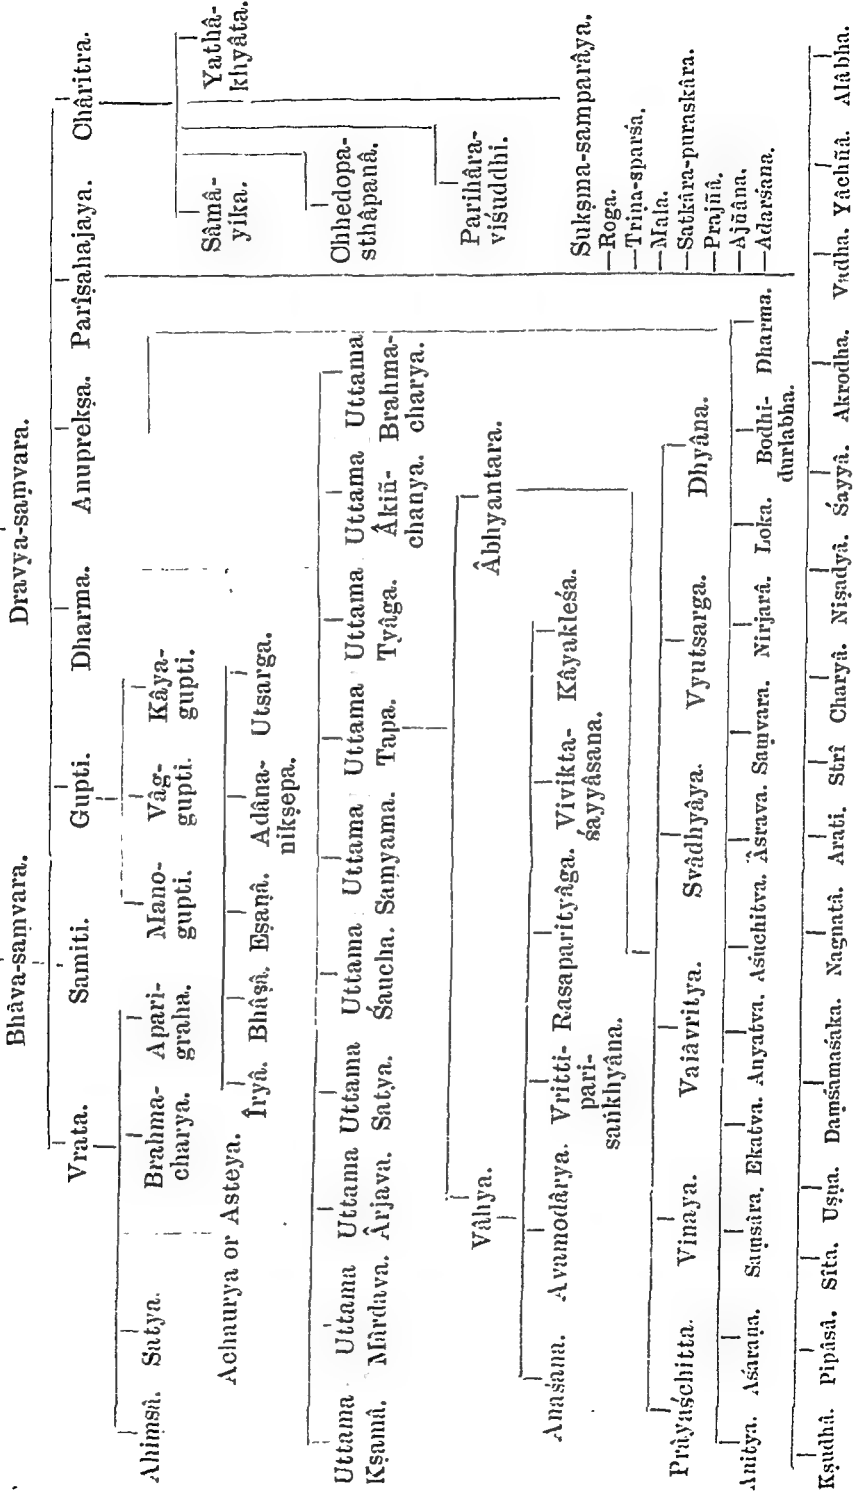 Bhâva-saṃvara. Dravya-saṃvara.
Vrata. Samiti. Gupti. Dharma. Anuprekṣa. Parîṣahajaya. Châritra.
Ahiṃsâ. Satya. Brahma- Apari- Mano- Vâg- Kâya-
charya. graha. gupti. gupti. gupti.
Achaurya or Asteya.
Îryâ. Bhâṣâ. Eṣaṇâ. Adâna- Utsarga.
nikṣepa.
Sâmâ- Yathâ-
yika. khyâta.
Chhedopa-
sthâpanâ.
Parihâra-
viśuddhi.
Sukṣma-samparâya.
Uttama Uttama Uttama Uttama Uttama Uttama Uttama Uttama Uttama Uttama
Kṣamâ. Mârdava. Ârjava. Satya. Śaucha. Saṃyama. Tapa. Tyâga. Âkiñ- Brahma-
chanya. charya.
Vâhya. Âbhyantara.
Anaśana. Avamodârya. Vritti- Rasaparityâga. Vivikta- Kâyakleśa.
pari- śayyâsana.
saṅkhyâna.
Prâyaśchitta. Vinaya. Vaiâvritya. Svâdhyâya. Vyutsarga. Dhyâna.
Anitya. Aśaraṇa. Saṃsâra. Ekatva. Anyatva. Aśuchitva. Âsrava. Saṃvara. Nirjarâ. Loka. Bodhi- Dharma.
durlabha.
—Roga.
—Triṇa-sparśa.
—Mala.
—Satkâra-puraskâra.
—Prajñâ.
—Ajñâna.
—Adarśana.
Kṣudhâ. Pipâsâ. Sîta. Uṣṇa. Daṃśamaśaka. Nagnatâ. Arati. Strî Charyâ. Niṣadyâ. Śayyâ. Akrodha. Vadha. Yâchñâ. Alâbha.